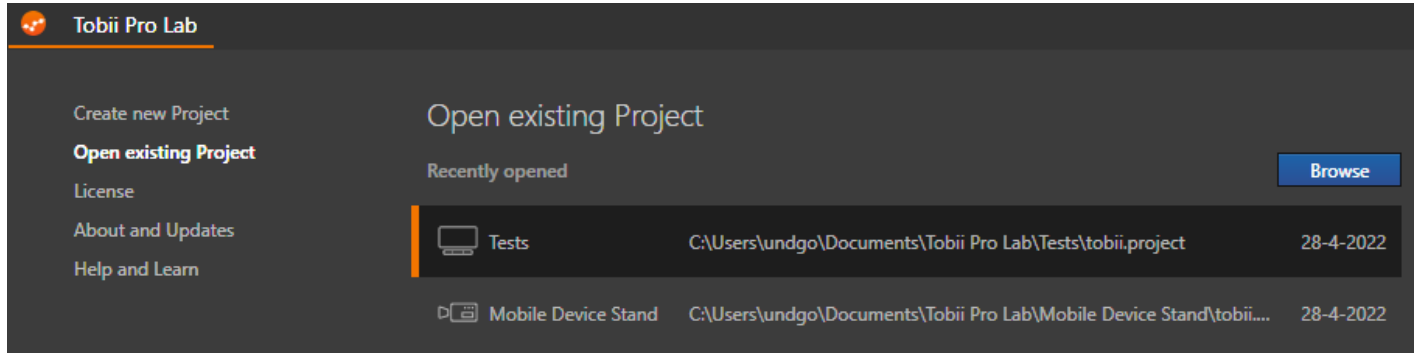 Tobii Pro Lab
Create new Project
Open existing Project
License
About and Updates
Help and Learn
Open existing Project
Recently opened
Browse
Tests C:\Users\undgo\Documents\Tobii Pro Lab\Tests\tobii.project 28-4-2022
Mobile Device Stand C:\Users\undgo\Documents\Tobii Pro Lab\Mobile Device Stand\tobii.... 28-4-2022